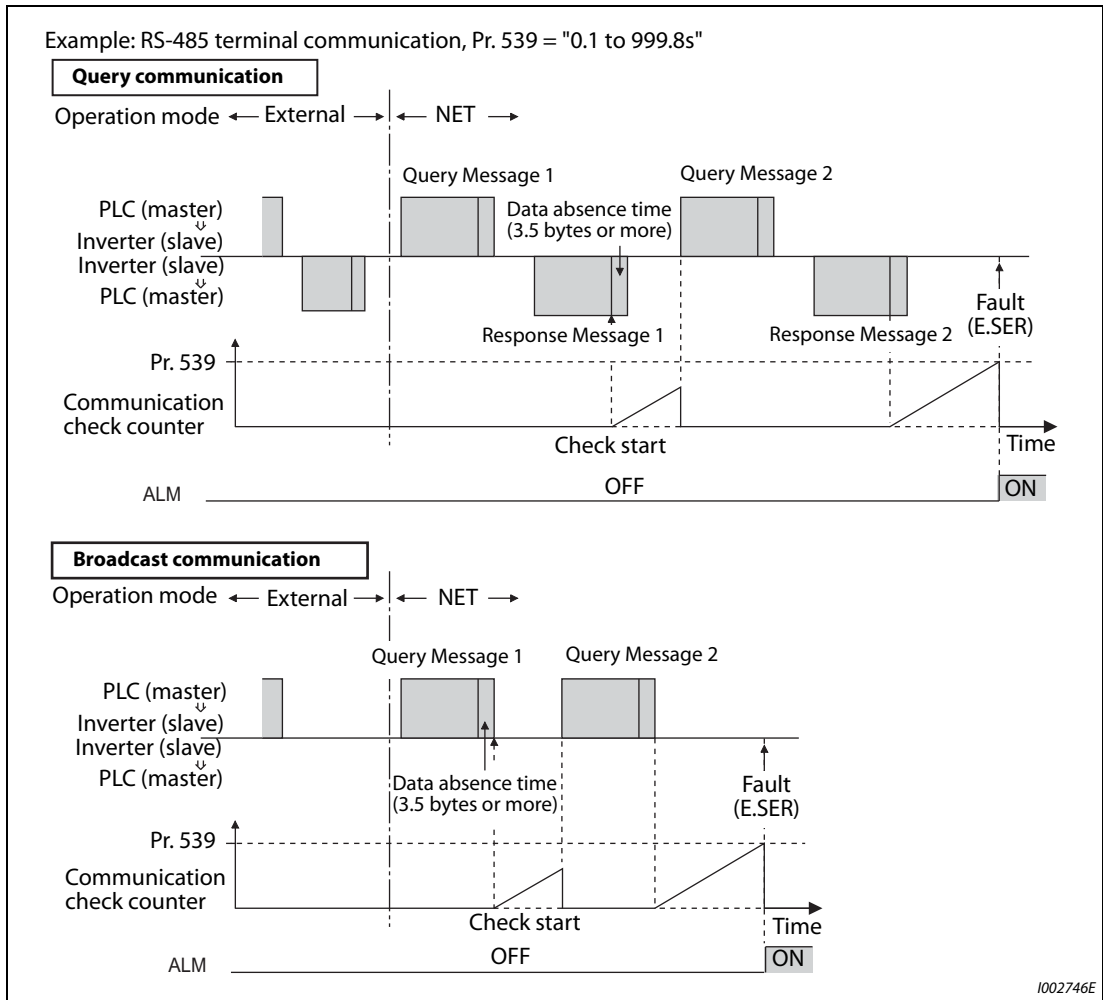 Example: RS-485 terminal communication, Pr. 539 = "0.1 to 999.8s"
Query communication
Operation mode External NET
Query Message 1 Query Message 2
PLC (master)
Inverter (slave)
Inverter (slave)
PLC (master)
Data absence time
(3.5 bytes or more)
Response Message 1 Response Message 2
Fault
(E.SER)
Pr. 539
Communication
check counter
Check start
Time
ALM OFF ON
Broadcast communication
Operation mode External NET
Query Message 1 Query Message 2
PLC (master)
Inverter (slave)
Inverter (slave)
PLC (master)
Data absence time
(3.5 bytes or more)
Fault
(E.SER)
Pr. 539
Communication
check counter
Check start
Time
ALM OFF ON
I002746E